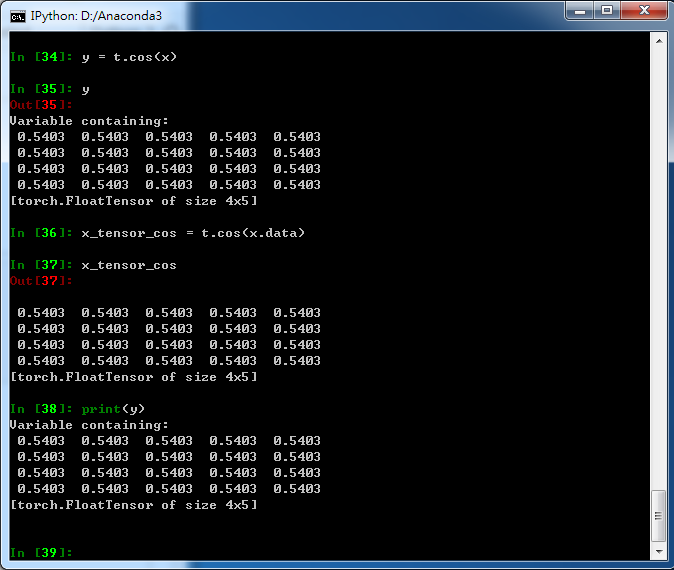 IPython: D:/Anaconda3
In [34]: y = t.cos(x)
In [35]: y
Out[35]:
Variable containing:
 0.5403  0.5403  0.5403  0.5403  0.5403
 0.5403  0.5403  0.5403  0.5403  0.5403
 0.5403  0.5403  0.5403  0.5403  0.5403
 0.5403  0.5403  0.5403  0.5403  0.5403
[torch.FloatTensor of size 4x5]
In [36]: x_tensor_cos = t.cos(x.data)
In [37]: x_tensor_cos
Out[37]:
 0.5403  0.5403  0.5403  0.5403  0.5403
 0.5403  0.5403  0.5403  0.5403  0.5403
 0.5403  0.5403  0.5403  0.5403  0.5403
 0.5403  0.5403  0.5403  0.5403  0.5403
[torch.FloatTensor of size 4x5]
In [38]: print(y)
Variable containing:
 0.5403  0.5403  0.5403  0.5403  0.5403
 0.5403  0.5403  0.5403  0.5403  0.5403
 0.5403  0.5403  0.5403  0.5403  0.5403
 0.5403  0.5403  0.5403  0.5403  0.5403
[torch.FloatTensor of size 4x5]
In [39]: